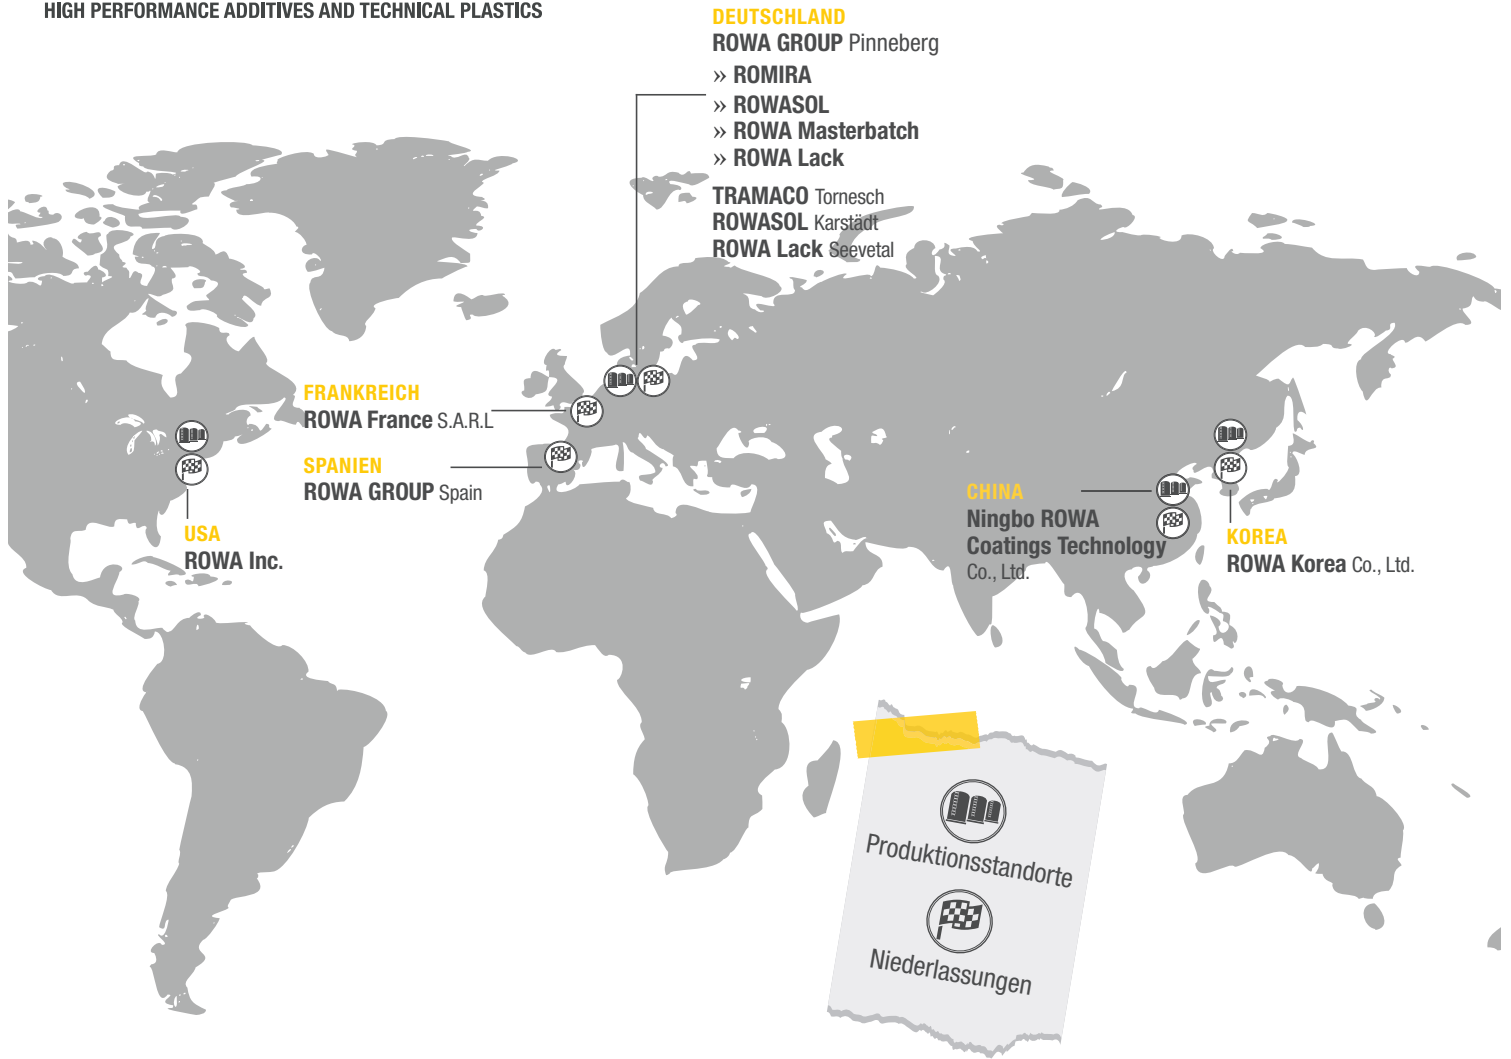 HIGH PERFORMANCE ADDITIVES AND TECHNICAL PLASTICS
DEUTSCHLAND
ROWA GROUP Pinneberg
» ROMIRA
» ROWASOL
» ROWA Masterbatch
» ROWA Lack
TRAMACO Tornesch
ROWASOL Karstädt
ROWA Lack Seevetal
FRANKREICH
ROWA France S.A.R.L
SPANIEN
ROWA GROUP Spain
USA
ROWA Inc.
CHINA
Ningbo ROWA
Coatings Technology
Co., Ltd.
KOREA
ROWA Korea Co., Ltd.
Produktionsstandorte
Niederlassungen